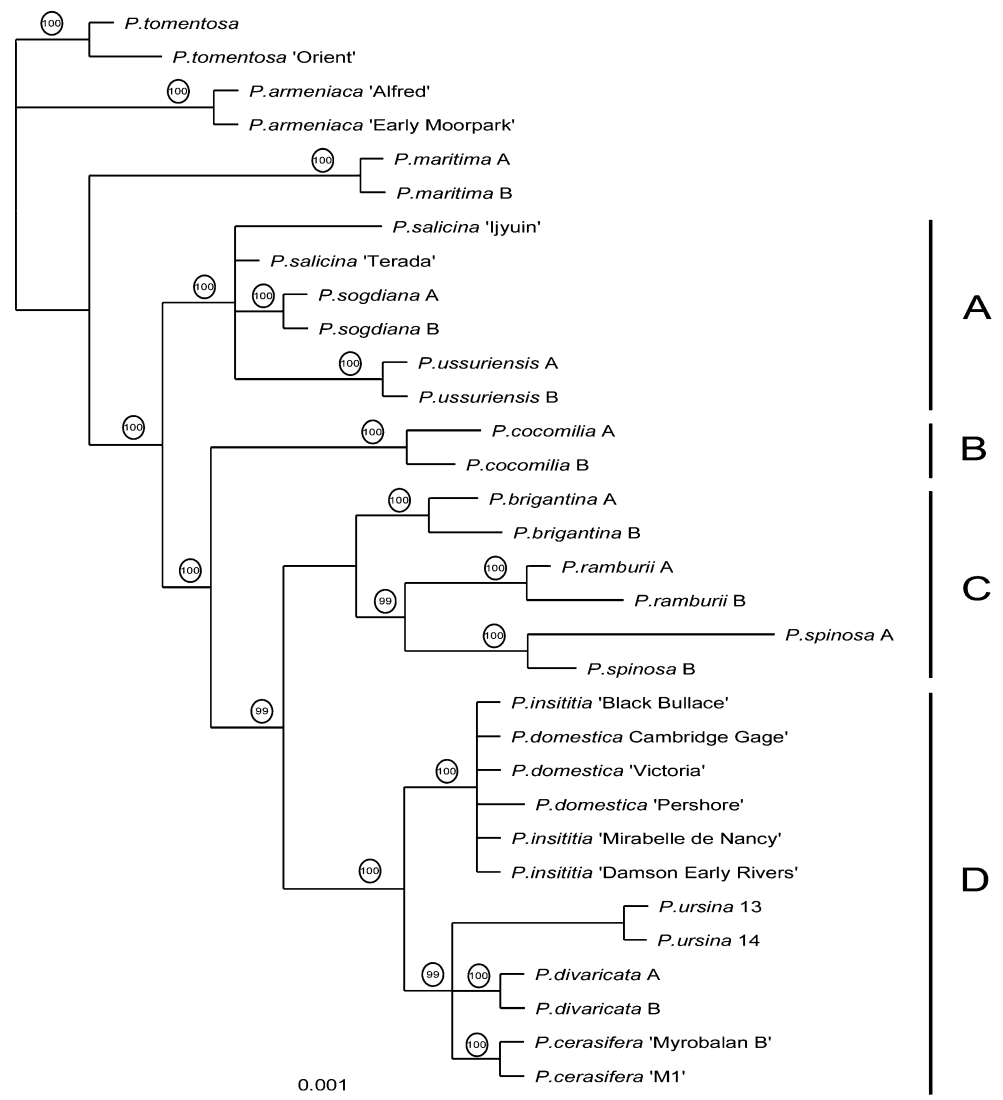 100
P.tomentosa
P.tomentosa 'Orient'
100
P.armeniaca 'Alfred'
P.armeniaca 'Early Moorpark'
100
P.maritima A
P.maritima B
P.salicina 'Ijyuin'
P.salicina 'Terada'
100
100
P.sogdiana A
P.sogdiana B
A
100
P.ussuriensis A
P.ussuriensis B
100
100
P.cocomilia A
P.cocomilia B
B
100
P.brigantina A
P.brigantina B
100
100
P.ramburii A
P.ramburii B
C
99
100
P.spinosa A
P.spinosa B
99
P.insititia 'Black Bullace'
P.domestica Cambridge Gage'
100
P.domestica 'Victoria'
P.domestica 'Pershore'
P.insititia 'Mirabelle de Nancy'
100
P.insititia 'Damson Early Rivers'
D
P.ursina 13
P.ursina 14
99
100
P.divaricata A
P.divaricata B
100
P.cerasifera 'Myrobalan B'
P.cerasifera 'M1'
0.001